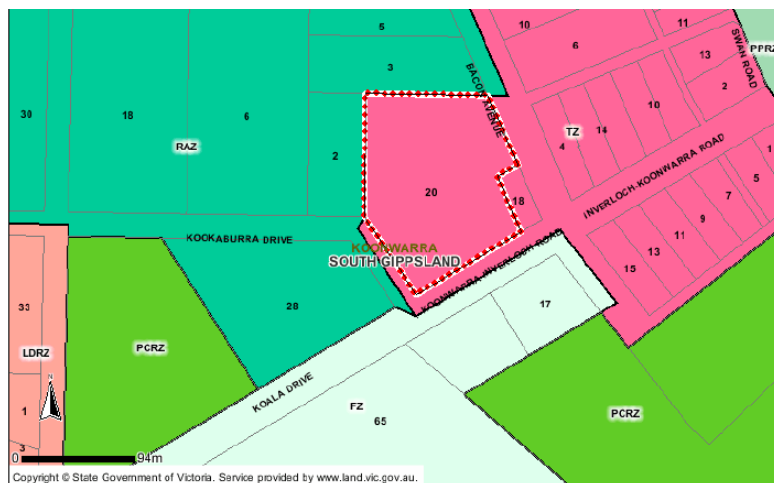 5
10
11
6
SWAN ROAD
PPRZ
3
BACON AVENUE
13
30
18
6
10
2
14
TZ
4
RAZ
2
INVERLOCH-KOONWARRA ROAD
1
20
18
5
7
9
KOOKABURRA DRIVE
KOONWARRA
SOUTH GIPPSLAND
KOONWARRA-INVERLOCH ROAD
11
13
15
33
28
17
LDRZ
PCRZ
KOALA DRIVE
N
FZ
1
65
PCRZ
3
0
94m
Copyright © State Government of Victoria. Service provided by www.land.vic.gov.au.